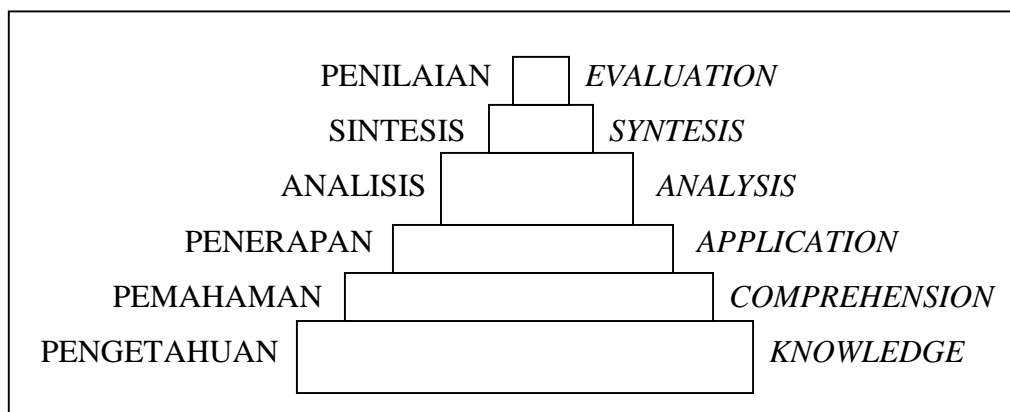 PENILAIAN EVALUATION
SINTESIS SYNTESIS
ANALISIS ANALYSIS
PENERAPAN APPLICATION
PEMAHAMAN COMPREHENSION
PENGETAHUAN KNOWLEDGE